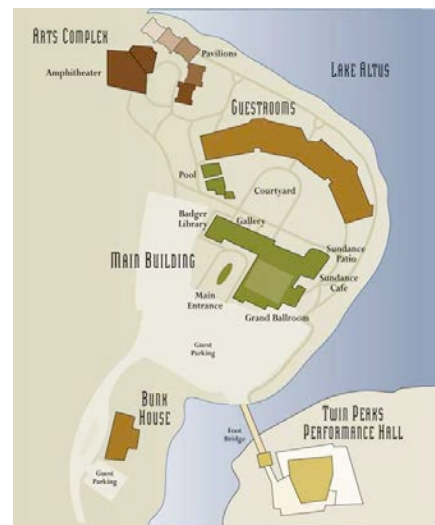 ARTS COMPLEX
Pavilions
Amphitheater
LAKE ALTUS
GUESTROOMS
Pool
Courtyard
Badger
Library
Gallery
Sundance
Patio
MAIN BUILDING
Sundance
Cafe
Main
Entrance
Grand Ballroom
Guest
Parking
BUNK
HOUSE
TWIN PEAKS
PERFORMANCE HALL
Foot
Bridge
Guest
Parking